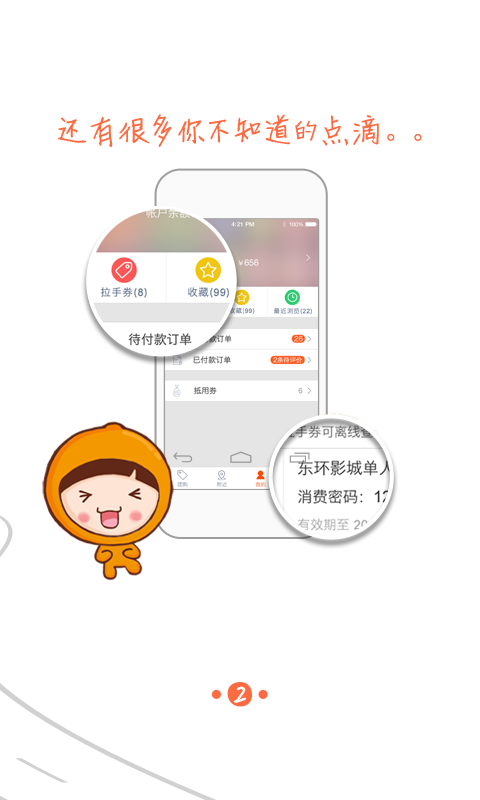 还有很多你不知道的点滴。。
帐户余额
4:21 PM 100%
¥656
拉手券(8) 收藏(99)
收藏(99) 最近浏览(22)
待付款订单
款订单 26
已付款订单 2条待评价
抵用券 6
手券可离线
东环影城单人
消费密码：12
有效期至 20
团购 附近 我的
2